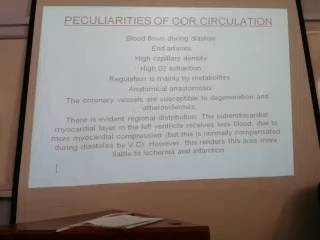 PECULIARITIES OF COR CIRCULATION
Blood flows during diastole
End arteries
High capillary density
High O2 extraction
Regulation is mainly by metabolites
Anatomical anastomosis
The coronary vessels are susceptible to degeneration and
atherosclerosis.
There is evident regional distribution: The subendocardial
myocardial layer in the left ventricle receives less blood, due to
more myocardial compression (but this is normally compensated
during diastoles by V.D). However, this renders this area more
liable to ischemia and infarction